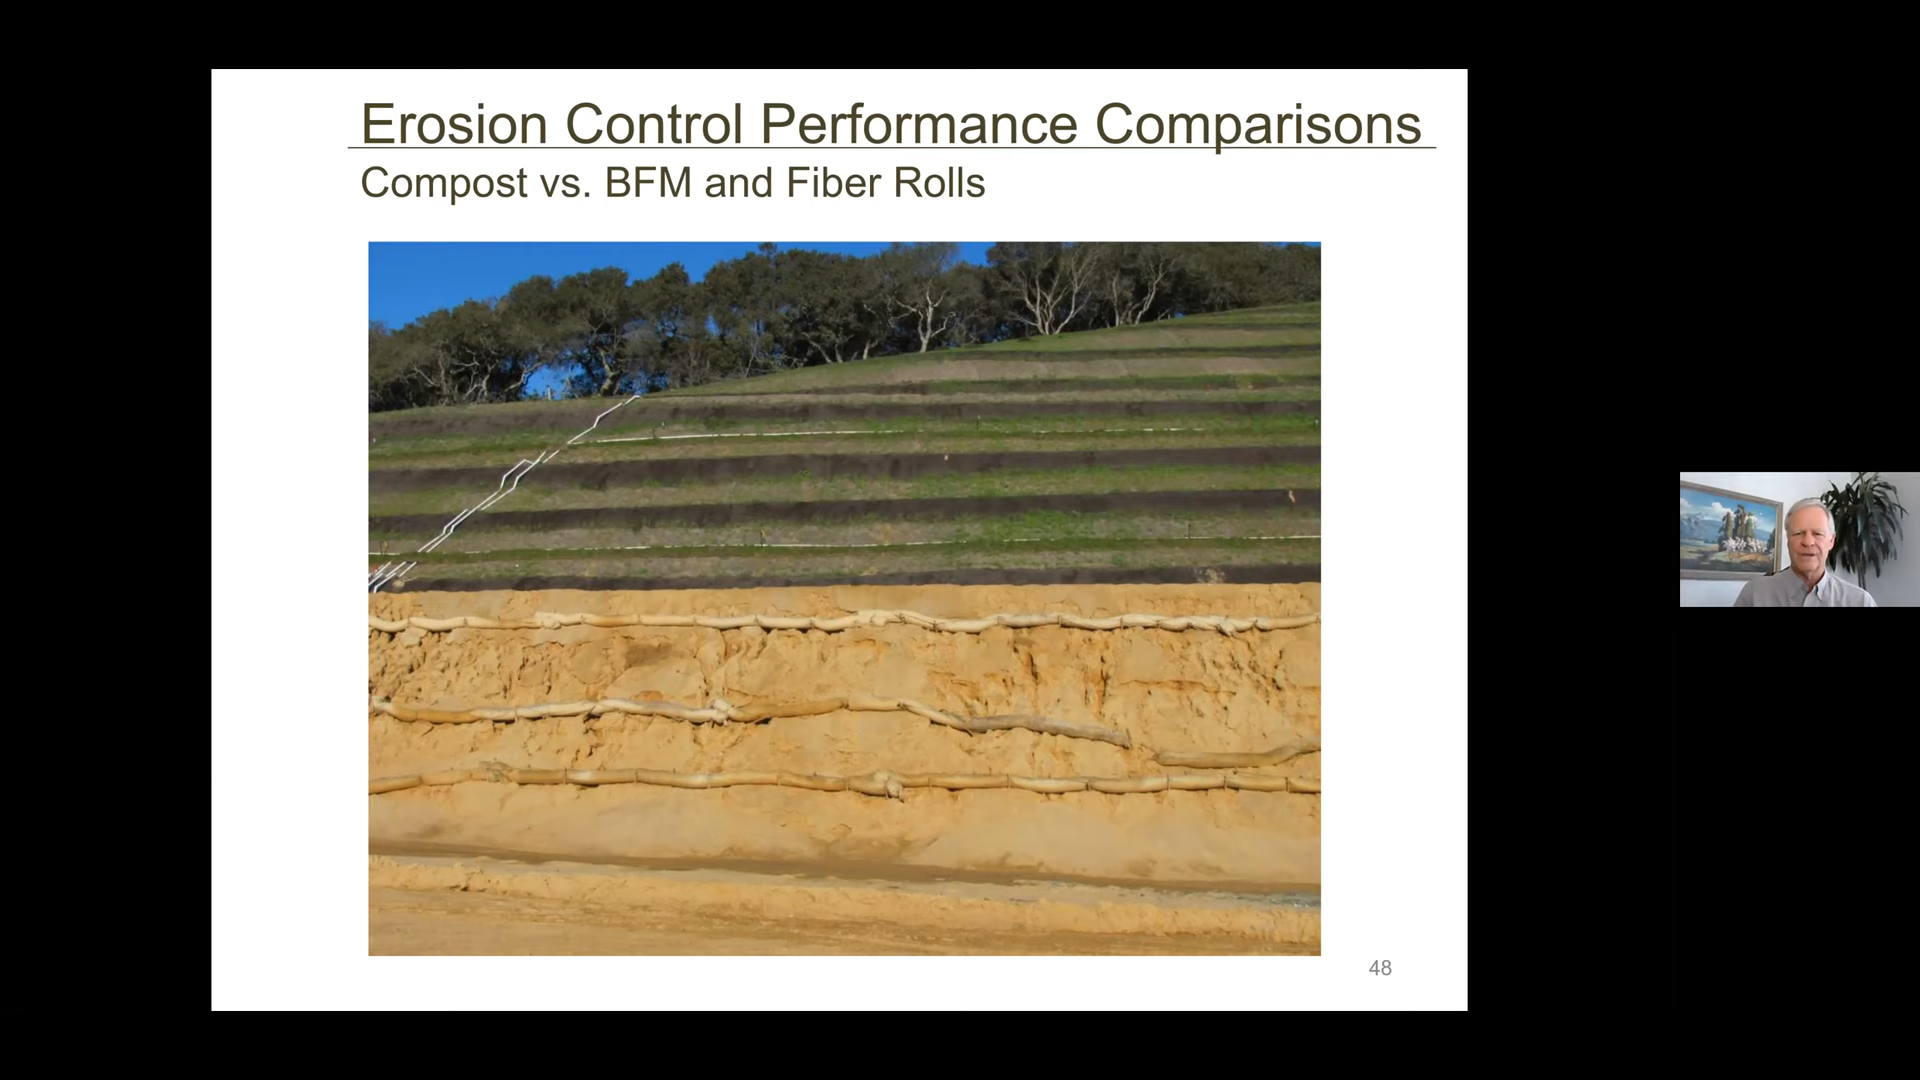 Erosion Control Performance Comparisons
Compost vs. BFM and Fiber Rolls
48